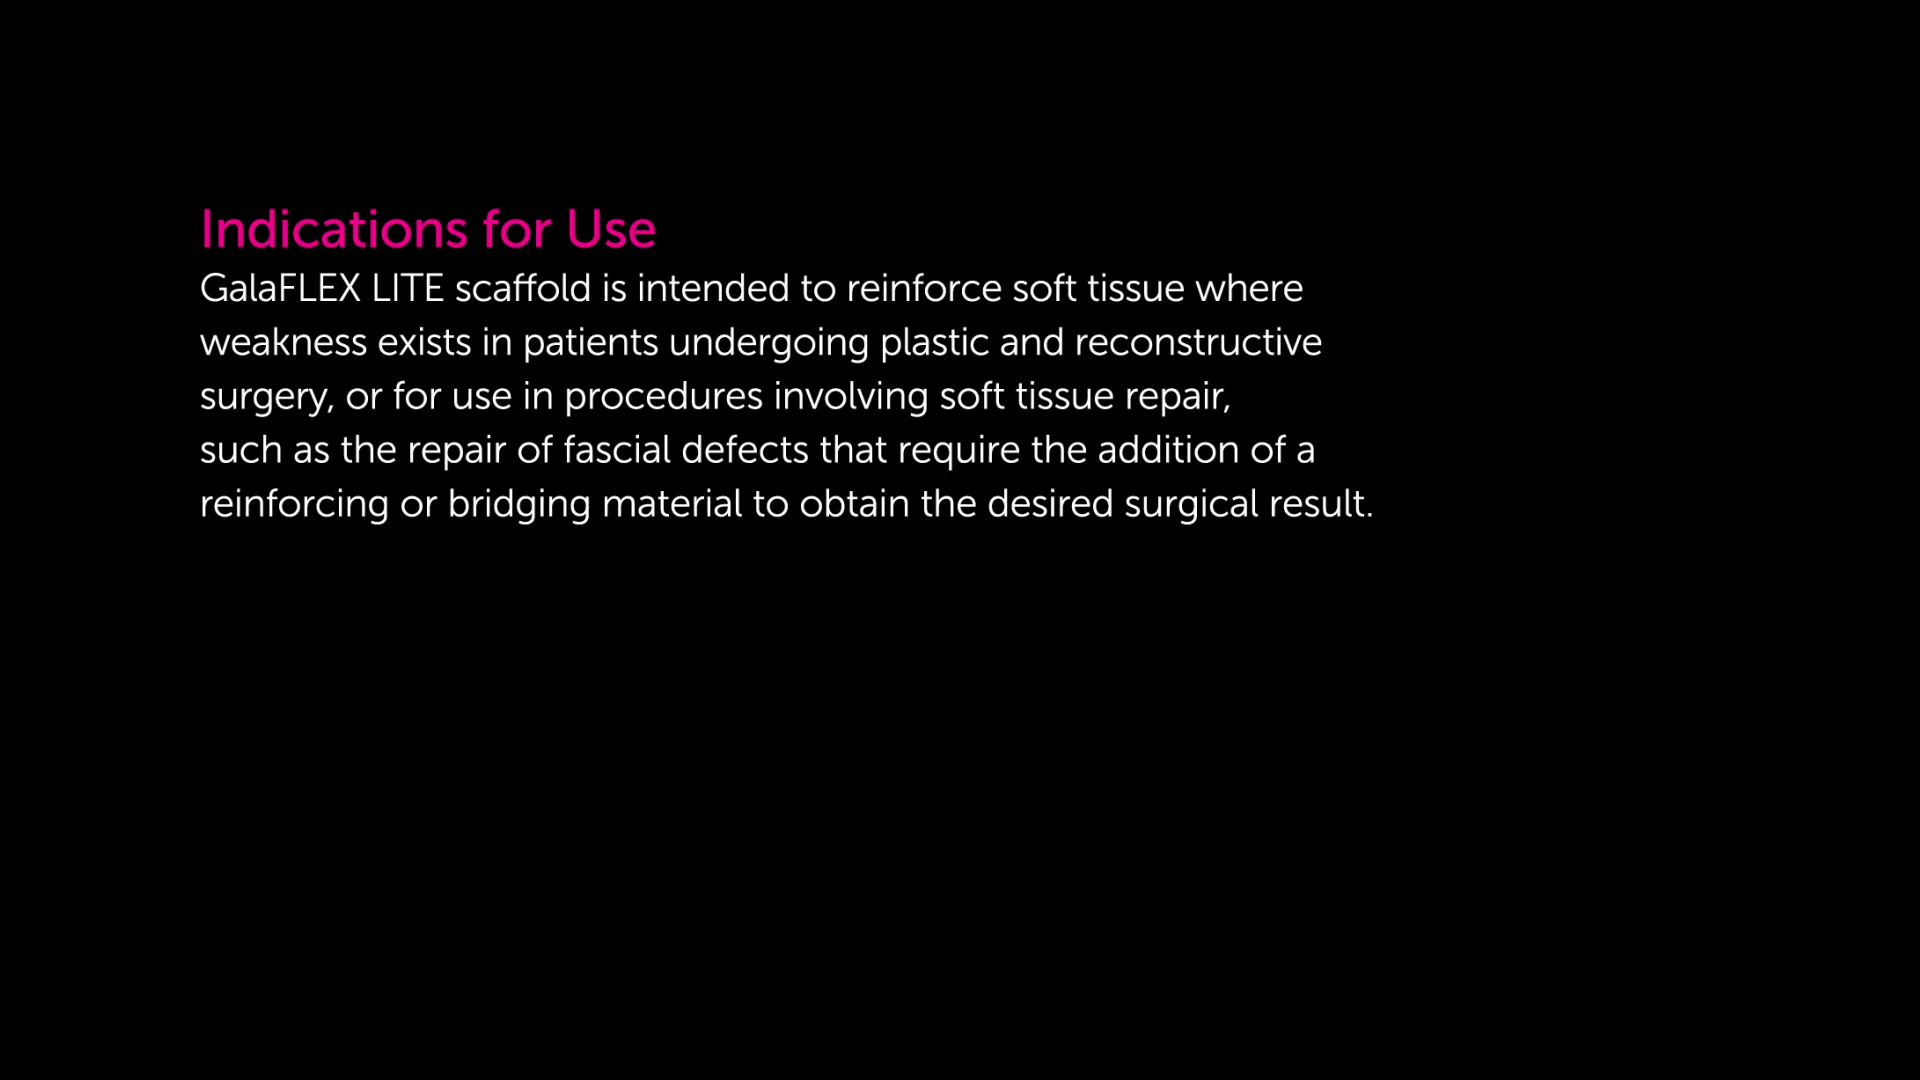 Indications for Use
GalaFLEX LITE scaffold is intended to reinforce soft tissue where
weakness exists in patients undergoing plastic and reconstructive
surgery, or for use in procedures involving soft tissue repair,
such as the repair of fascial defects that require the addition of a
reinforcing or bridging material to obtain the desired surgical result.